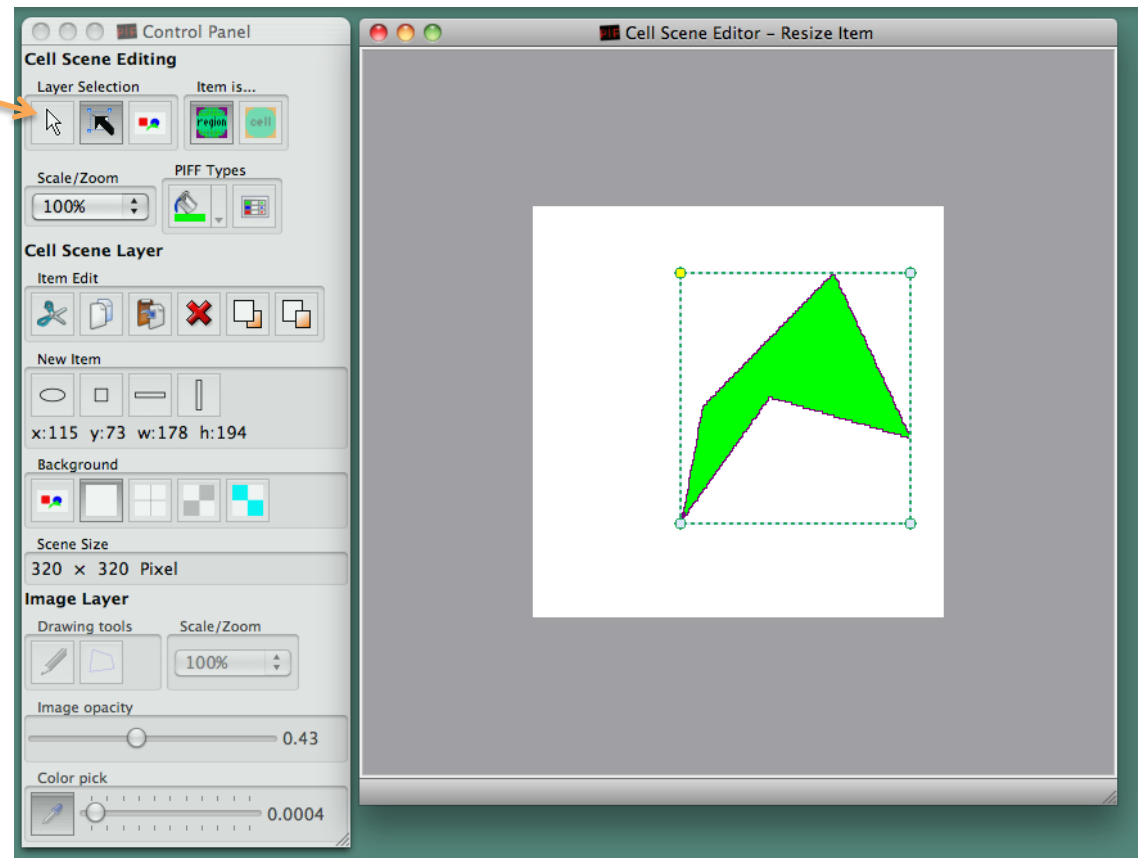 PIF Control Panel
Cell Scene Editing
Layer Selection Item is...
region cell
Scale/Zoom PIFF Types
100%
Cell Scene Layer
Item Edit
New Item
x:115 y:73 w:178 h:194
Background
Scene Size
320 × 320 Pixel
Image Layer
Drawing tools Scale/Zoom
100%
Image opacity
0.43
Color pick
0.0004
PIF Cell Scene Editor – Resize Item